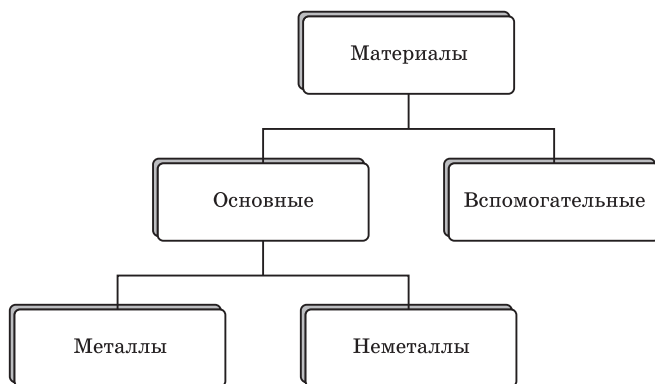 Материалы
Основные
Вспомогательные
Металлы
Неметаллы